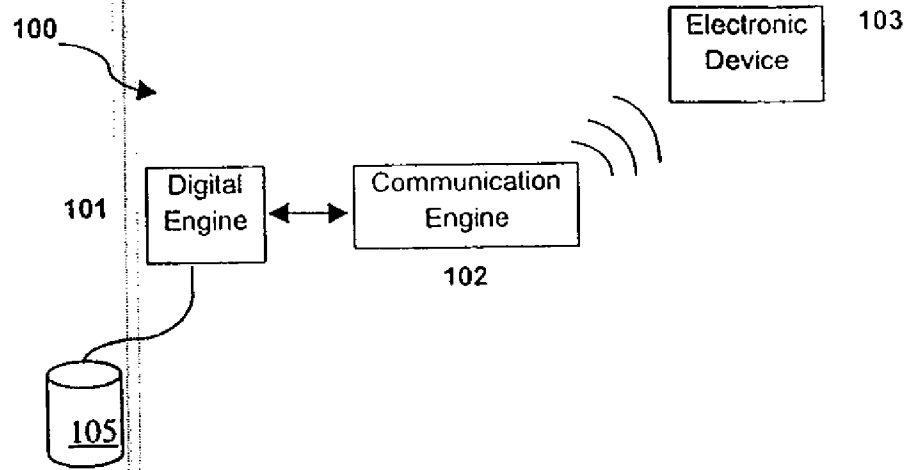 100
Electronic
Device
103
101
Digital
Engine
Communication
Engine
102
105